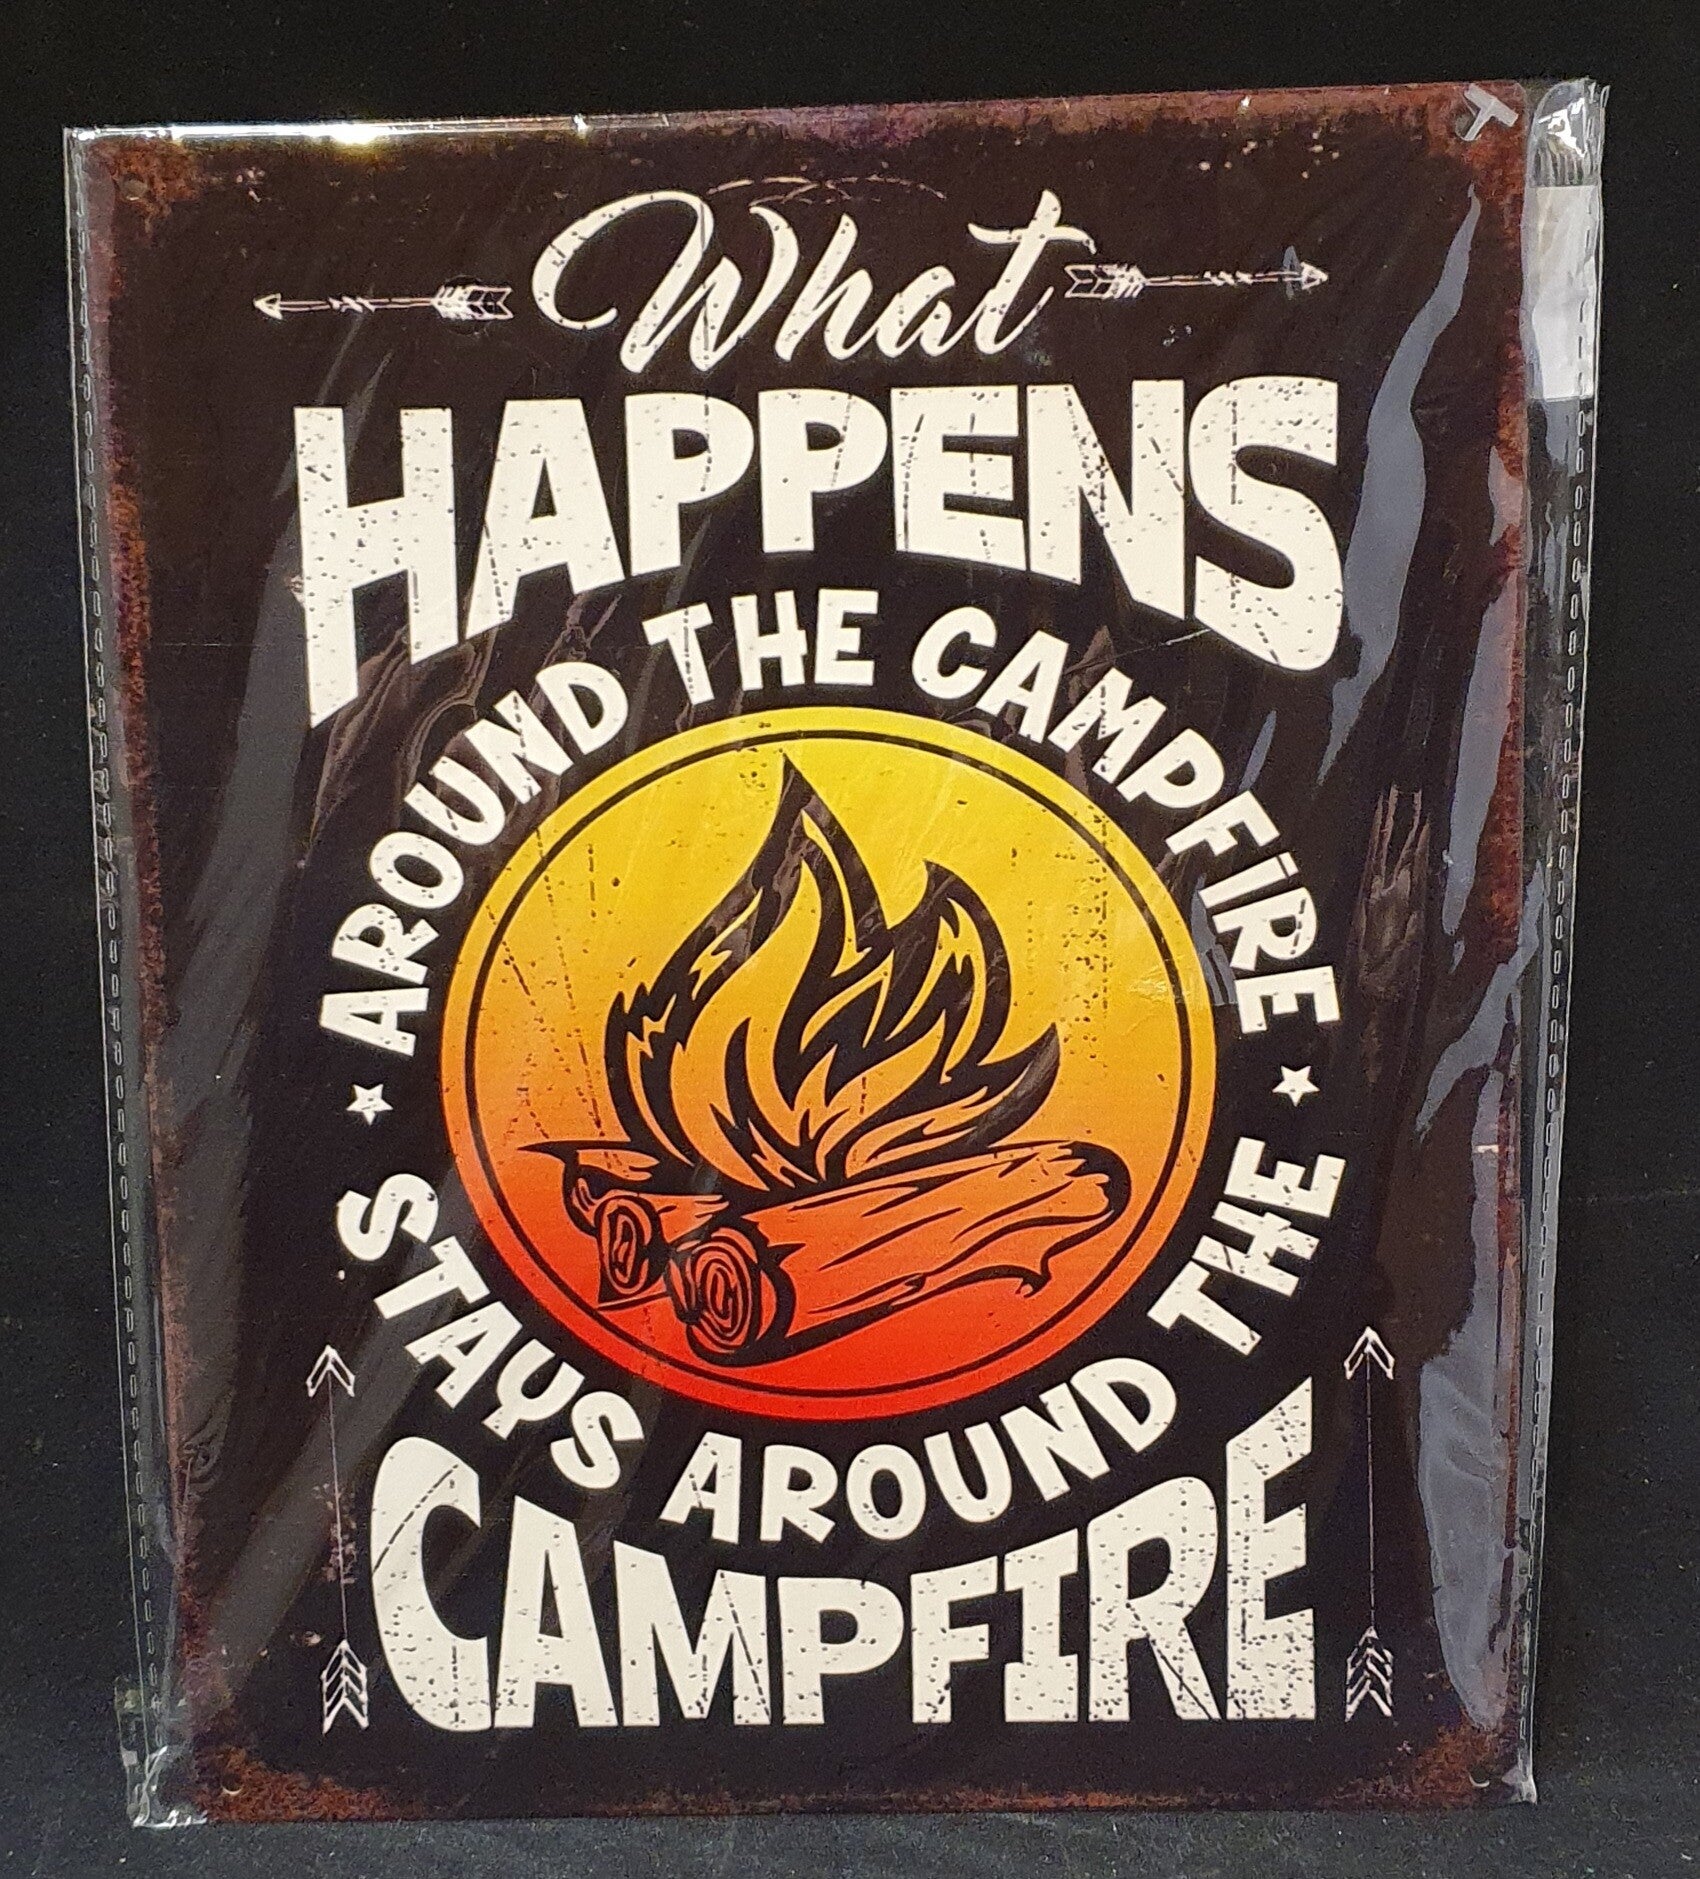 What
HAPPENS
AROUND THE CAMPFIRE
STAYS AROUND THE
CAMPFIRE